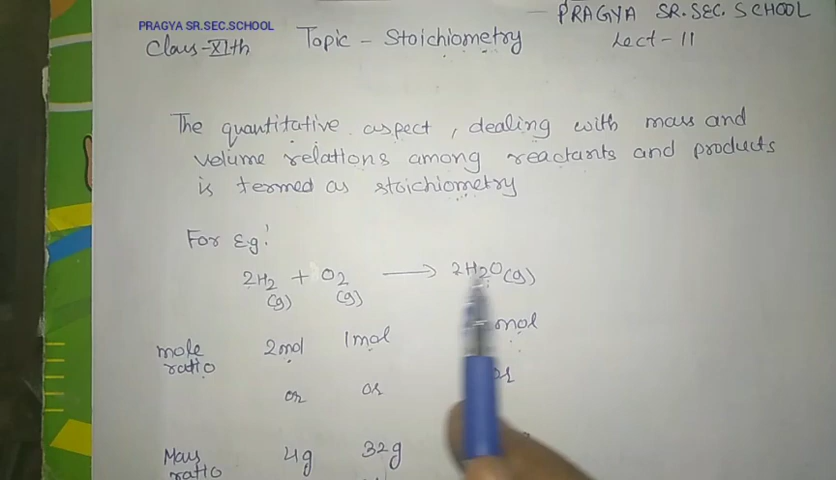 PRAGYA SR.SEC.SCHOOL
— PRAGYA SR. SEC. SCHOOL
Class-XIth
Topic - Stoichiometry
Lect - 11
The quantitative aspect, dealing with mass and
volume relations among reactants and products
is termed as stoichiometry
For Eg:
2H2(g) + O2(g) ⟶ 2H2O(g)
mole ratio 2mol 1mol mol
or or or
Mass ratio 4g 32g